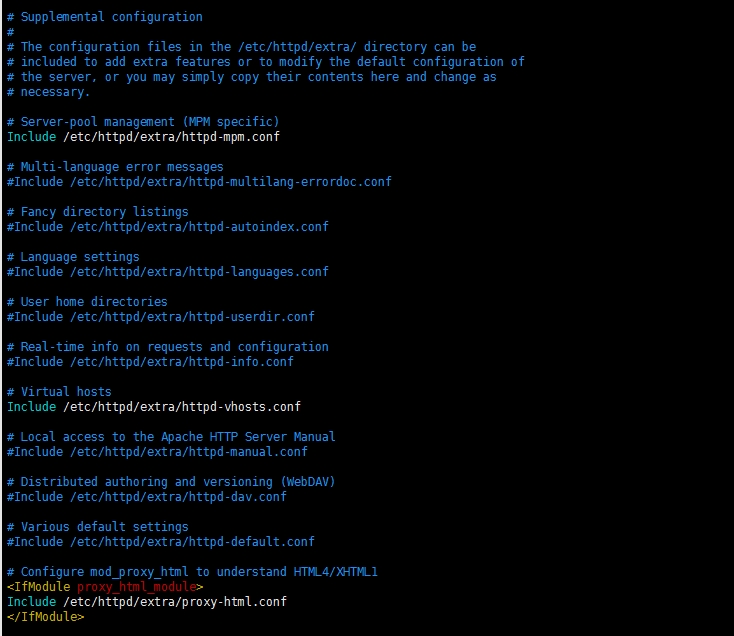 # Supplemental configuration
#
# The configuration files in the /etc/httpd/extra/ directory can be
# included to add extra features or to modify the default configuration of
# the server, or you may simply copy their contents here and change as
# necessary.
# Server-pool management (MPM specific)
Include /etc/httpd/extra/httpd-mpm.conf
# Multi-language error messages
#Include /etc/httpd/extra/httpd-multilang-errordoc.conf
# Fancy directory listings
#Include /etc/httpd/extra/httpd-autoindex.conf
# Language settings
#Include /etc/httpd/extra/httpd-languages.conf
# User home directories
#Include /etc/httpd/extra/httpd-userdir.conf
# Real-time info on requests and configuration
#Include /etc/httpd/extra/httpd-info.conf
# Virtual hosts
Include /etc/httpd/extra/httpd-vhosts.conf
# Local access to the Apache HTTP Server Manual
#Include /etc/httpd/extra/httpd-manual.conf
# Distributed authoring and versioning (WebDAV)
#Include /etc/httpd/extra/httpd-dav.conf
# Various default settings
#Include /etc/httpd/extra/httpd-default.conf
# Configure mod_proxy_html to understand HTML4/XHTML1
<IfModule proxy_html_module>
Include /etc/httpd/extra/proxy-html.conf
</IfModule>